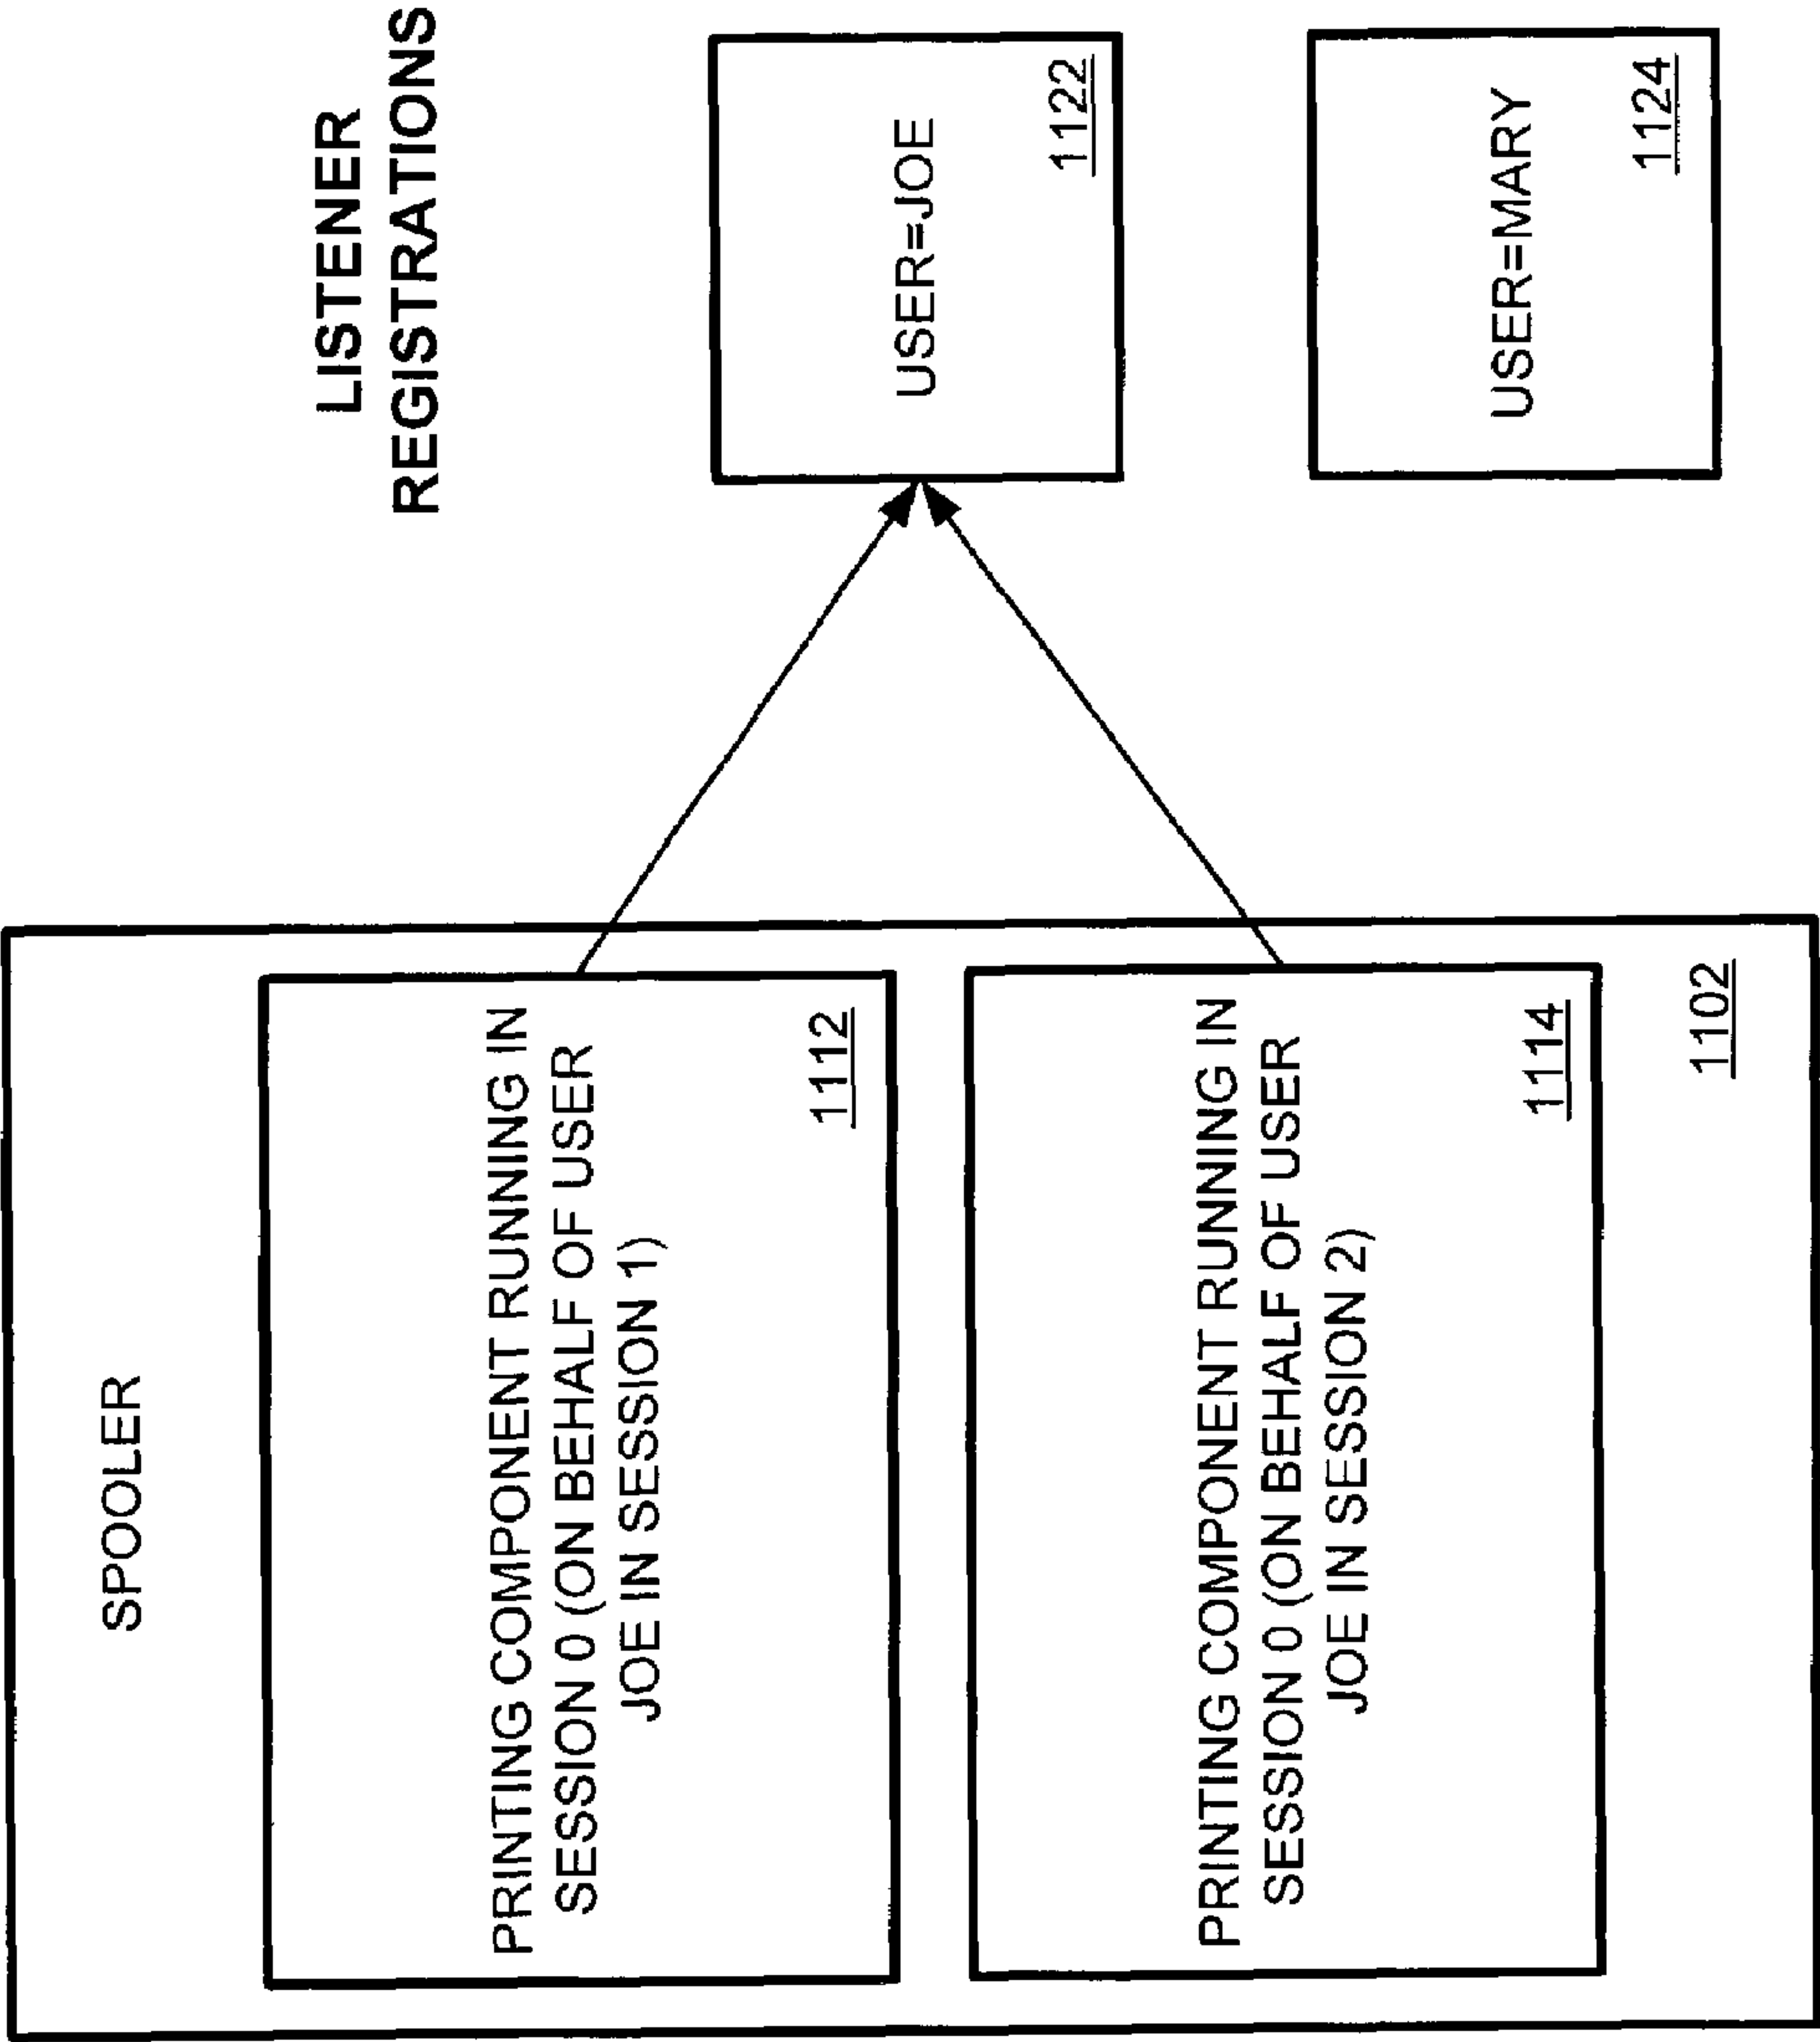 LISTENER
REGISTRATIONS
SPOOLER
PRINTING COMPONENT RUNNING IN
SESSION 0 (ON BEHALF OF USER
JOE IN SESSION 1)
1112
USER=JOE
1122
PRINTING COMPONENT RUNNING IN
SESSION 0 (ON BEHALF OF USER
JOE IN SESSION 2)
1114
USER=MARY
1124
1102